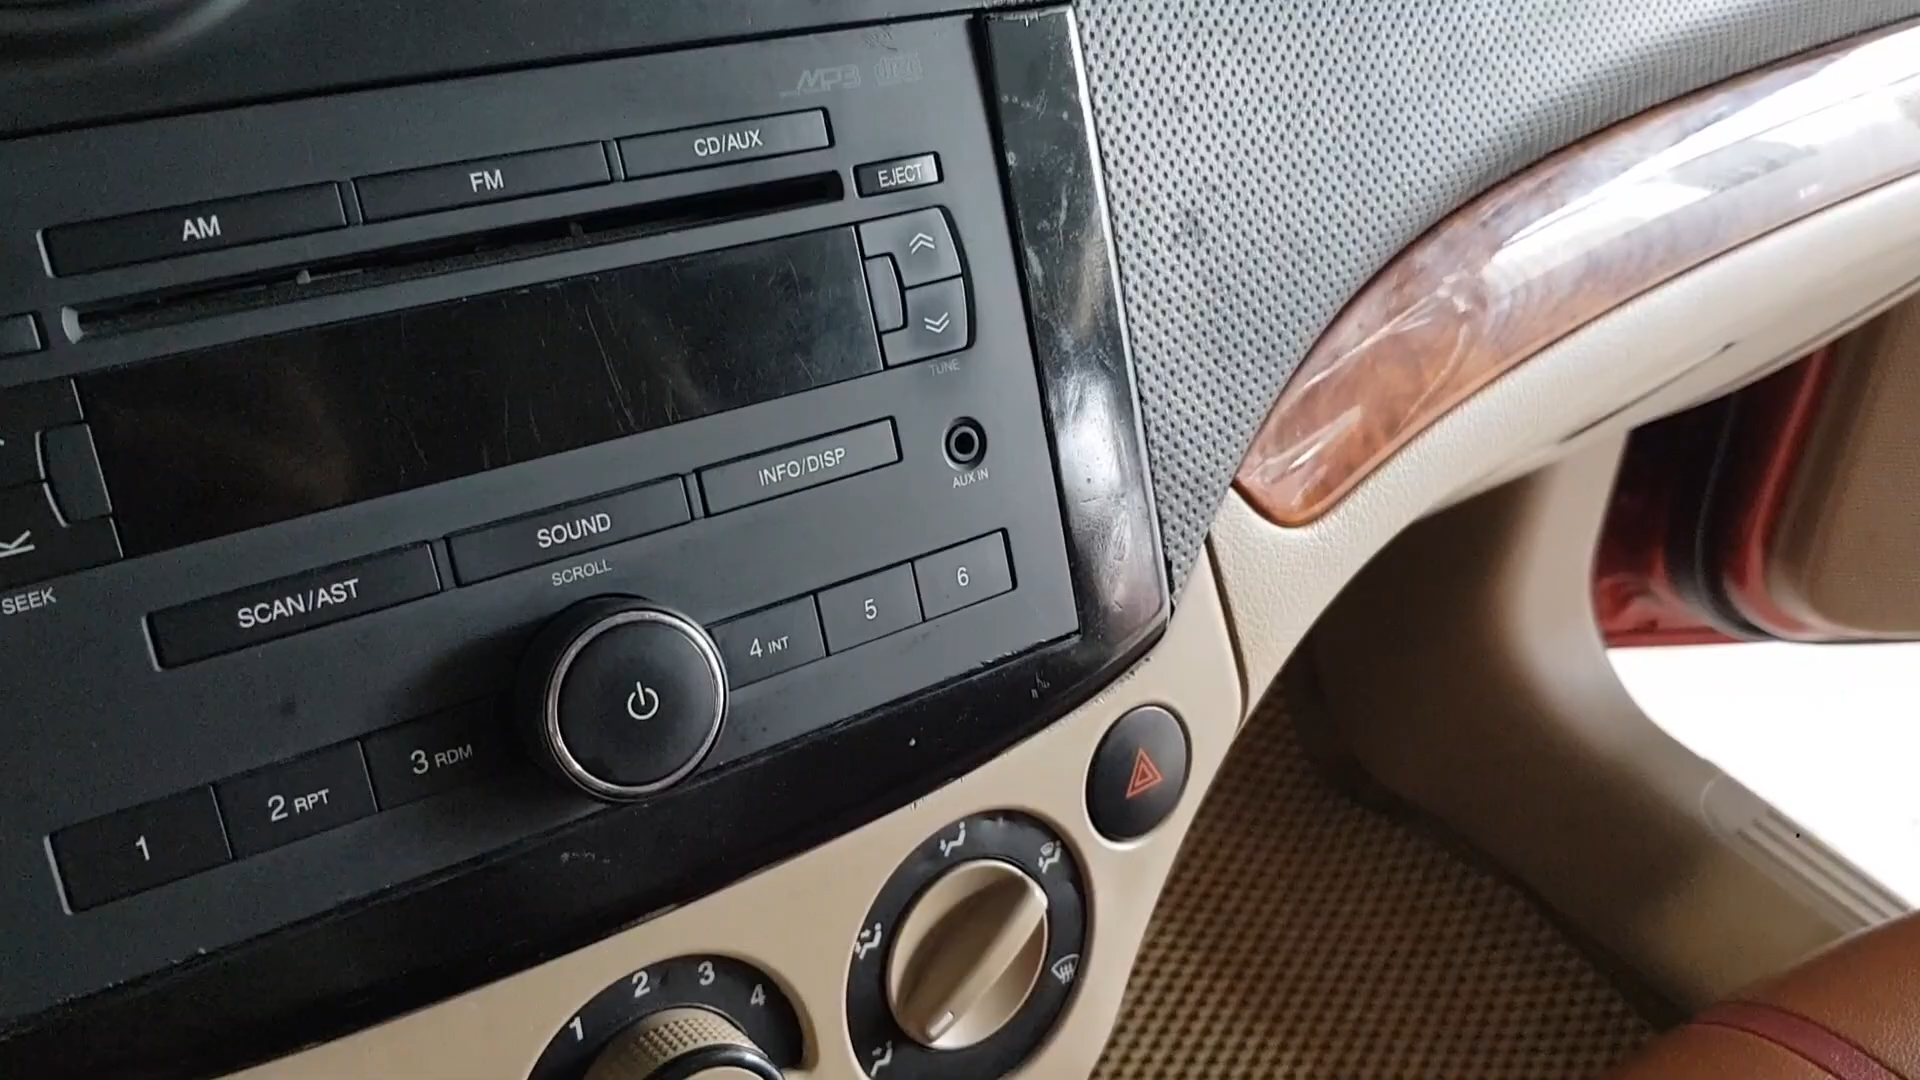 MP3
CD/AUX
FM
AM
EJECT
TUNE
INFO/DISP
AUX IN
SOUND
SCROLL
SCAN/AST
SEEK
K
6
5
4 INT
3 RDM
2 RPT
1
1 2 3 4